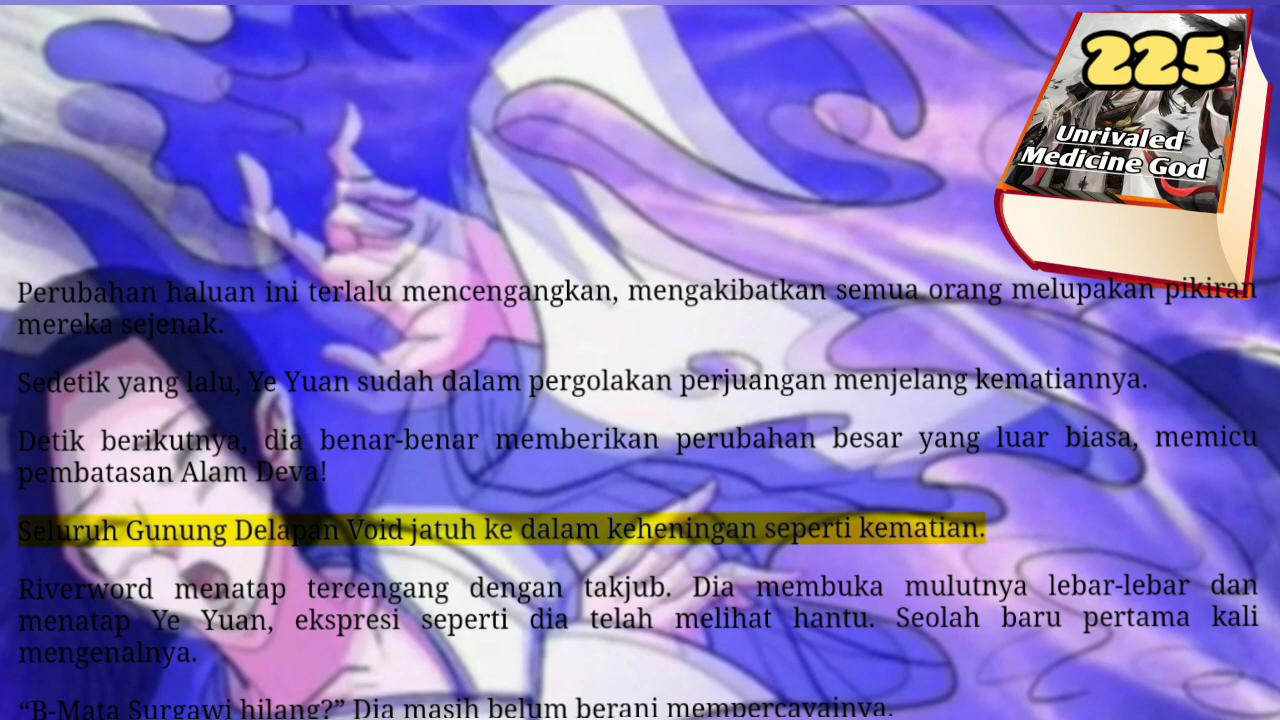 225
Unrivaled
Medicine God
Perubahan haluan ini terlalu mencengangkan, mengakibatkan semua orang melupakan pikiran
mereka sejenak.
Sedetik yang lalu, Ye Yuan sudah dalam pergolakan perjuangan menjelang kematiannya.
Detik berikutnya, dia benar-benar memberikan perubahan besar yang luar biasa, memicu
pembatasan Alam Deva!
Seluruh Gunung Delapan Void jatuh ke dalam keheningan seperti kematian.
Riverword menatap tercengang dengan takjub. Dia membuka mulutnya lebar-lebar dan
menatap Ye Yuan, ekspresi seperti dia telah melihat hantu. Seolah baru pertama kali
mengenalnya.
“B-Mata Surgawi hilang?” Dia masih belum berani mempercayainya.